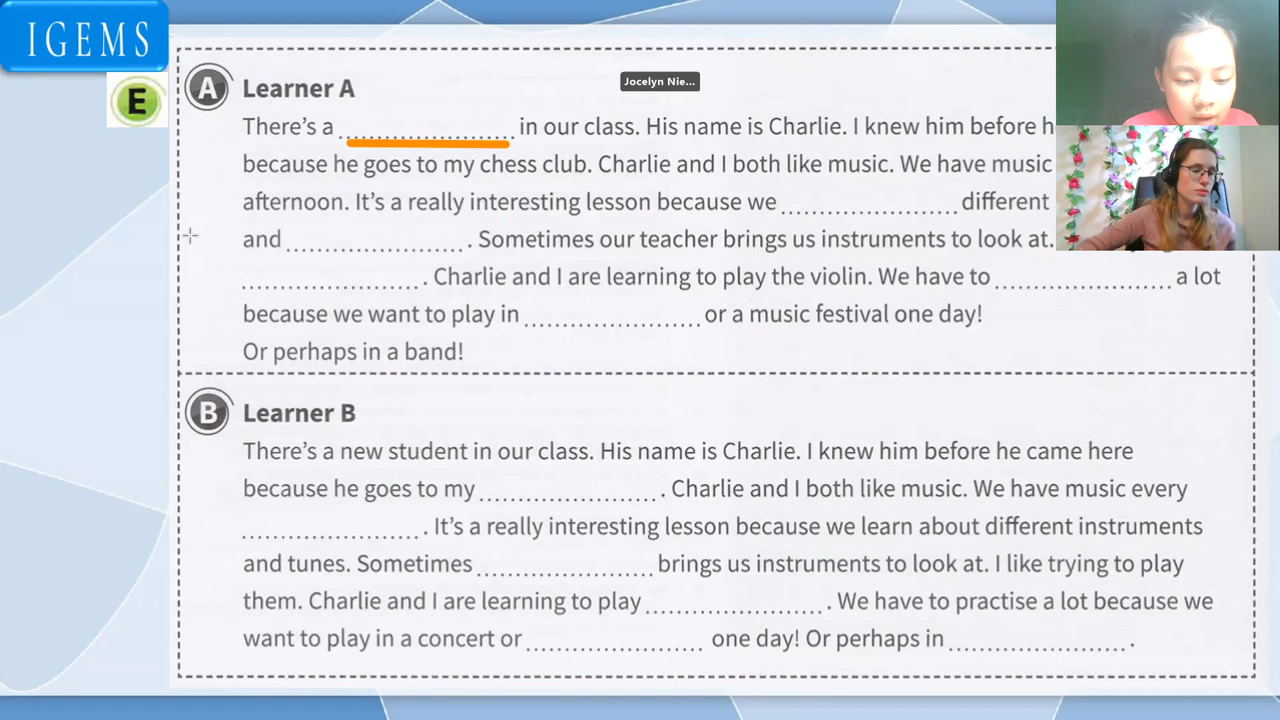 IGEMS
E
A Learner A
Jocelyn Nie...
There's a .................... in our class. His name is Charlie. I knew him before
because he goes to my chess club. Charlie and I both like music. We have music
afternoon. It's a really interesting lesson because we .................... different
and .................... . Sometimes our teacher brings us instruments to look at.
.................... . Charlie and I are learning to play the violin. We have to .................... a lot
because we want to play in .................... or a music festival one day!
Or perhaps in a band!
B Learner B
There's a new student in our class. His name is Charlie. I knew him before he came here
because he goes to my .................... . Charlie and I both like music. We have music every
.................... . It's a really interesting lesson because we learn about different instruments
and tunes. Sometimes .................... brings us instruments to look at. I like trying to play
them. Charlie and I are learning to play .................... . We have to practise a lot because we
want to play in a concert or .................... one day! Or perhaps in .................... .